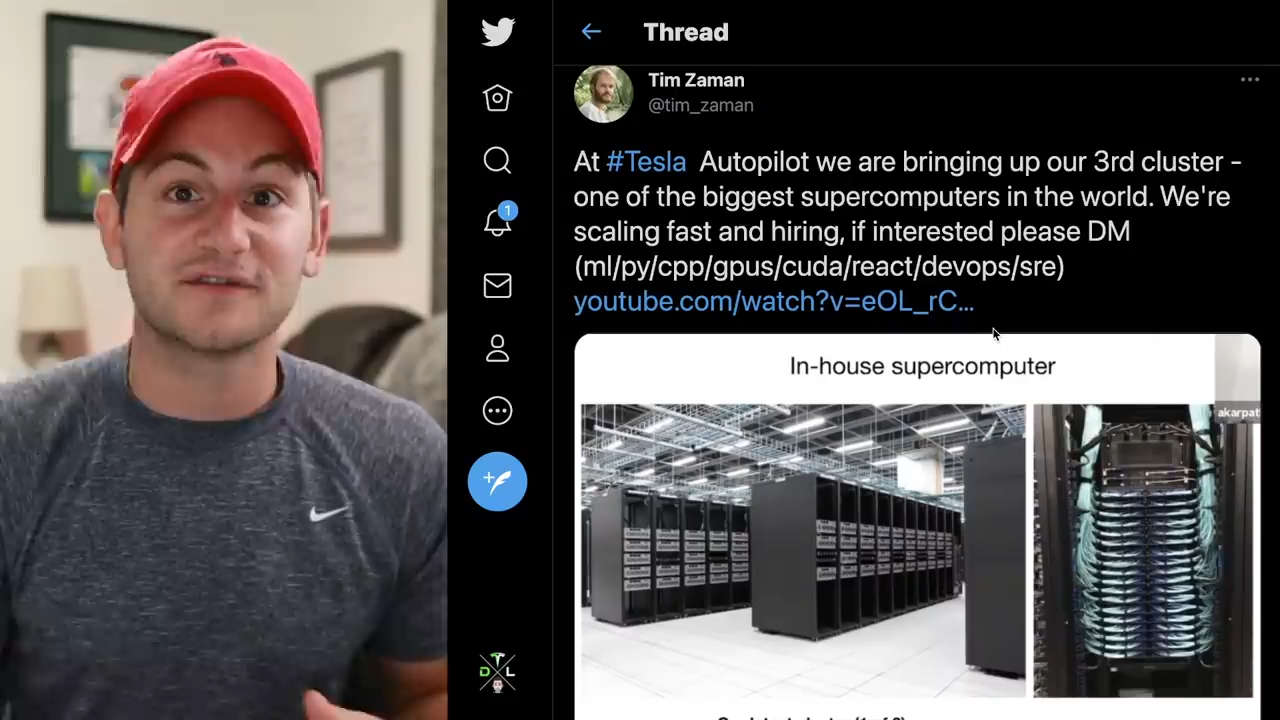 Thread
Tim Zaman
@tim_zaman
At #Tesla Autopilot we are bringing up our 3rd cluster -
one of the biggest supercomputers in the world. We're
scaling fast and hiring, if interested please DM
(ml/py/cpp/gpus/cuda/react/devops/sre)
youtube.com/watch?v=eOL_rC…
In-house supercomputer
akarpat
1
D L